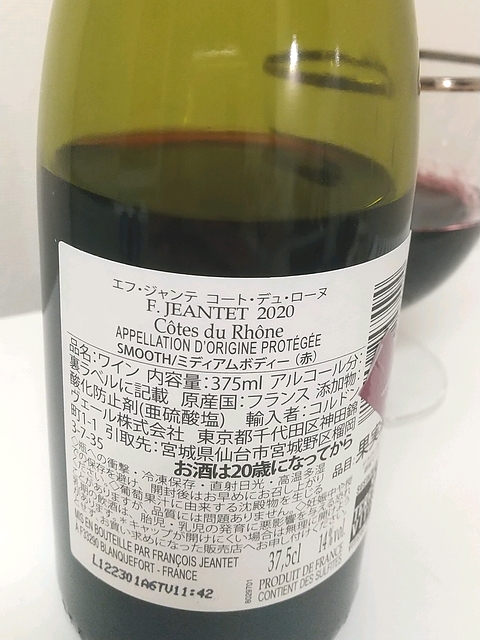 エフ・ジャンテ コート・デュ・ローヌ
F. JEANTET 2020
Côtes du Rhône
APPELLATION D'ORIGINE PROTÉGÉE
SMOOTH/ミディアムボディー（赤）
品名：ワイン 内容量：375ml アルコール分：
裏ラベルに記載 原産国：フランス 添加物：
酸化防止剤(亜硫酸塩) 輸入者：コルドン
ヴェール株式会社 東京都千代田区神田錦
町1-1 引取先：宮城県仙台市宮城野区榴岡
3-7-35
お酒は20歳になってから
品目
MIS EN BOUTEILLE PAR FRANÇOIS JEANTET
À F 33290 BLANQUEFORT - FRANCE
37,5cl 14% vol.
PRODUIT DE FRANCE
CONTIENT DES SULFITES
L122301A6TV11:42